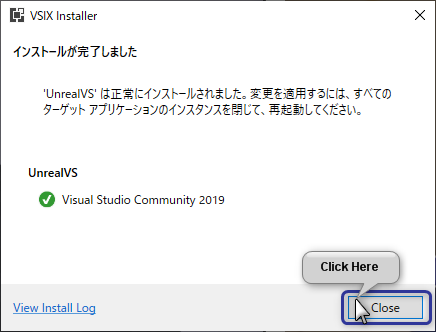 VSIX Installer
インストールが完了しました
'UnrealVS' は正常にインストールされました。変更を適用するには、すべての
ターゲット アプリケーションのインスタンスを閉じて、再起動してください。
UnrealVS
Visual Studio Community 2019
Click Here
View Install Log
Close